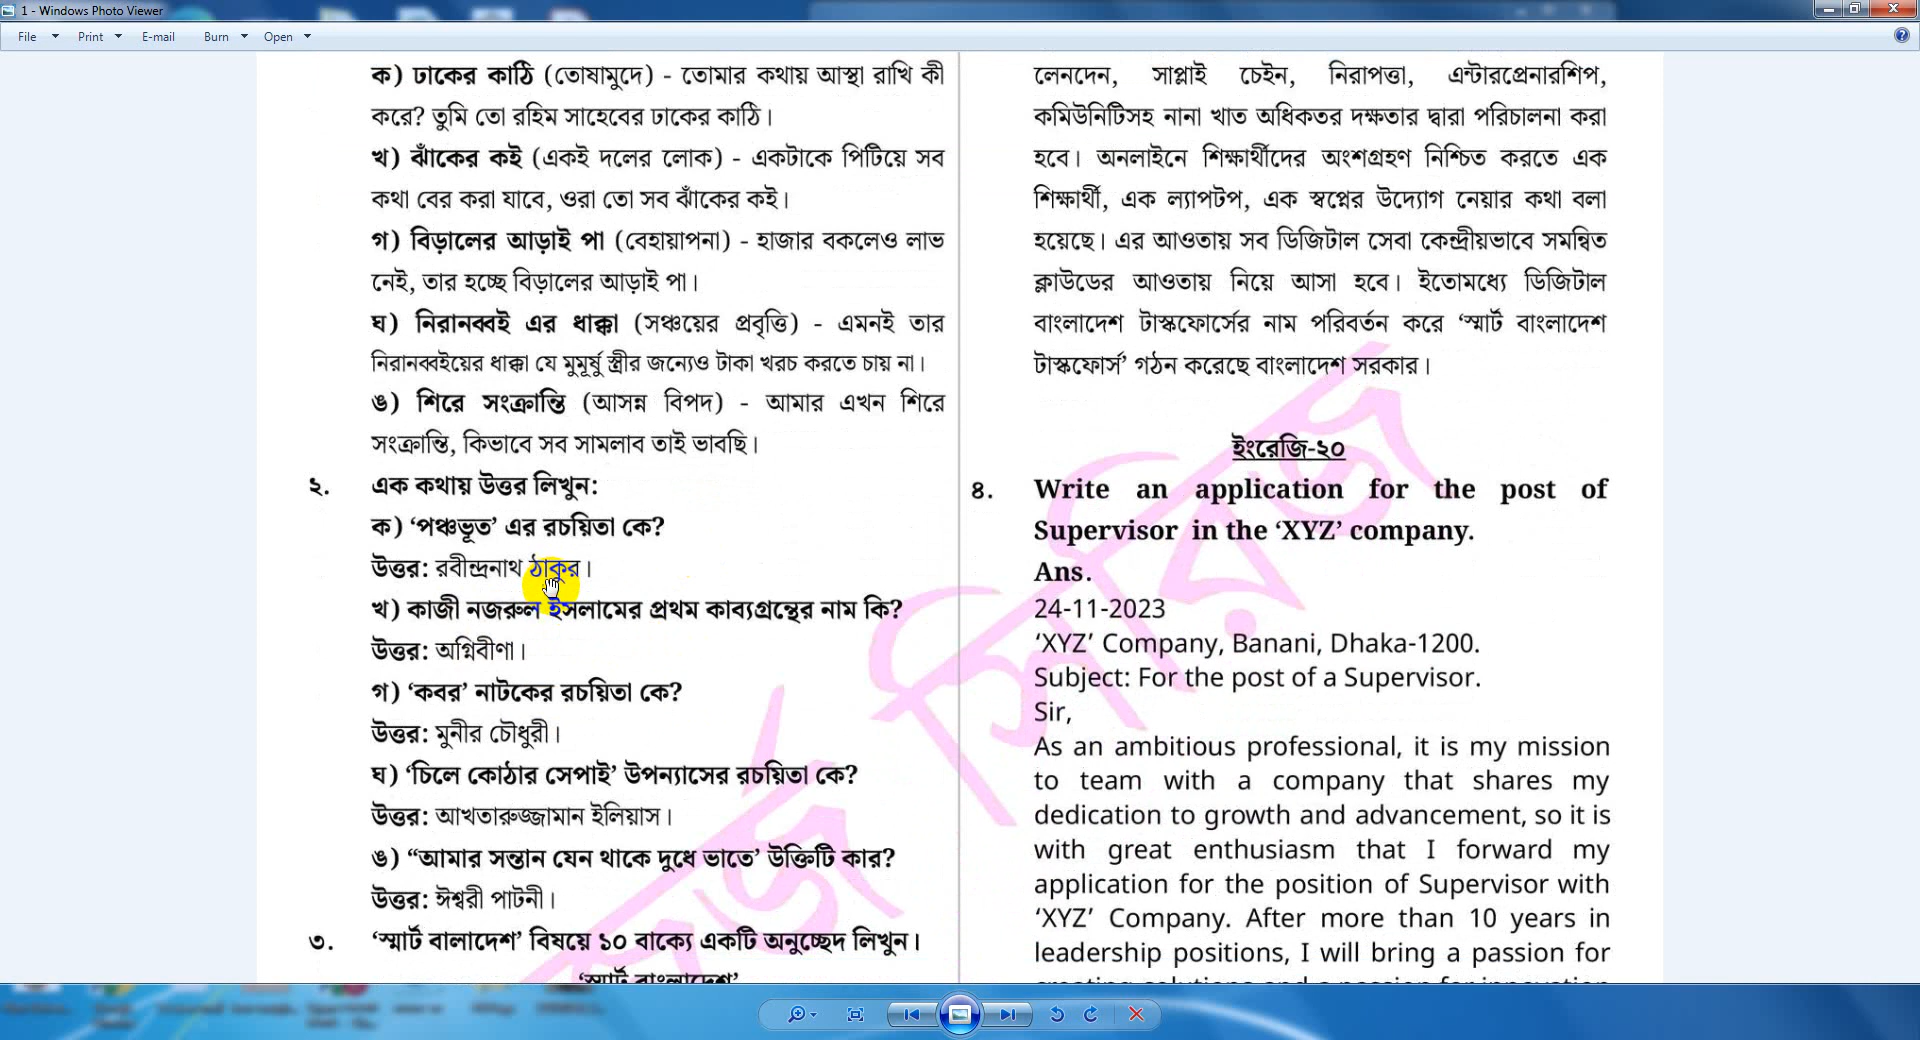 1 - Windows Photo Viewer
File Print E-mail Burn Open
ক) ঢাকের কাঠি (তোষামুদে) - তোমার কথায় আস্থা রাখি কী
করে? তুমি তো রহিম সাহেবের ঢাকের কাঠি।
খ) ঝাঁকের কই (একই দলের লোক) - একটাকে পিটিয়ে সব
কথা বের করা যাবে, ওরা তো সব ঝাঁকের কই।
গ) বিড়ালের আড়াই পা (বেহায়াপনা) - হাজার বকলেও লাভ
নেই, তার হচ্ছে বিড়ালের আড়াই পা।
ঘ) নিরানব্বই এর ধাক্কা (সঞ্চয়ের প্রবৃত্তি) - এমনই তার
নিরানব্বইয়ের ধাক্কা যে মুমূর্ষু স্ত্রীর জন্যেও টাকা খরচ করতে চায় না।
ঙ) শিরে সংক্রান্তি (আসন্ন বিপদ) - আমার এখন শিরে
সংক্রান্তি, কিভাবে সব সামলাব তাই ভাবছি।
২. এক কথায় উত্তর লিখুন:
ক) ‘পঞ্চভূত’ এর রচয়িতা কে?
উত্তর: রবীন্দ্রনাথ ঠাকুর।
খ) কাজী নজরুল ইসলামের প্রথম কাব্যগ্রন্থের নাম কি?
উত্তর: অগ্নিবীণা।
গ) ‘কবর’ নাটকের রচয়িতা কে?
উত্তর: মুনীর চৌধুরী।
ঘ) ‘চিলে কোঠার সেপাই’ উপন্যাসের রচয়িতা কে?
উত্তর: আখতারুজ্জামান ইলিয়াস।
ঙ) “আমার সন্তান যেন থাকে দুধে ভাতে’ উক্তিটি কার?
উত্তর: ঈশ্বরী পাটনী।
৩. ‘স্মার্ট বালাদেশ’ বিষয়ে ১০ বাক্যে একটি অনুচ্ছেদ লিখুন।
‘স্মার্ট বাংলাদেশ’
লেনদেন, সাপ্লাই চেইন, নিরাপত্তা, এন্টারপ্রেনারশিপ,
কমিউনিটিসহ নানা খাত অধিকতর দক্ষতার দ্বারা পরিচালনা করা
হবে। অনলাইনে শিক্ষার্থীদের অংশগ্রহণ নিশ্চিত করতে এক
শিক্ষার্থী, এক ল্যাপটপ, এক স্বপ্নের উদ্যোগ নেয়ার কথা বলা
হয়েছে। এর আওতায় সব ডিজিটাল সেবা কেন্দ্রীয়ভাবে সমন্বিত
ক্লাউডের আওতায় নিয়ে আসা হবে। ইতোমধ্যে ডিজিটাল
বাংলাদেশ টাস্কফোর্সের নাম পরিবর্তন করে ‘স্মার্ট বাংলাদেশ
টাস্কফোর্স’ গঠন করেছে বাংলাদেশ সরকার।
ইংরেজি-২০
৪. Write an application for the post of
Supervisor in the ‘XYZ’ company.
Ans.
24-11-2023
‘XYZ’ Company, Banani, Dhaka-1200.
Subject: For the post of a Supervisor.
Sir,
As an ambitious professional, it is my mission
to team with a company that shares my
dedication to growth and advancement, so it is
with great enthusiasm that I forward my
application for the position of Supervisor with
‘XYZ’ Company. After more than 10 years in
leadership positions, I will bring a passion for
creating solutions and a passion for innovation
সিরিজ